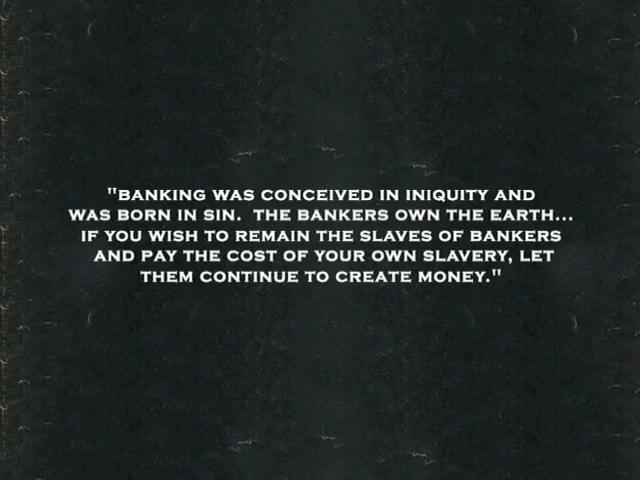 "BANKING WAS CONCEIVED IN INIQUITY AND
WAS BORN IN SIN.  THE BANKERS OWN THE EARTH...
IF YOU WISH TO REMAIN THE SLAVES OF BANKERS
AND PAY THE COST OF YOUR OWN SLAVERY, LET
THEM CONTINUE TO CREATE MONEY."